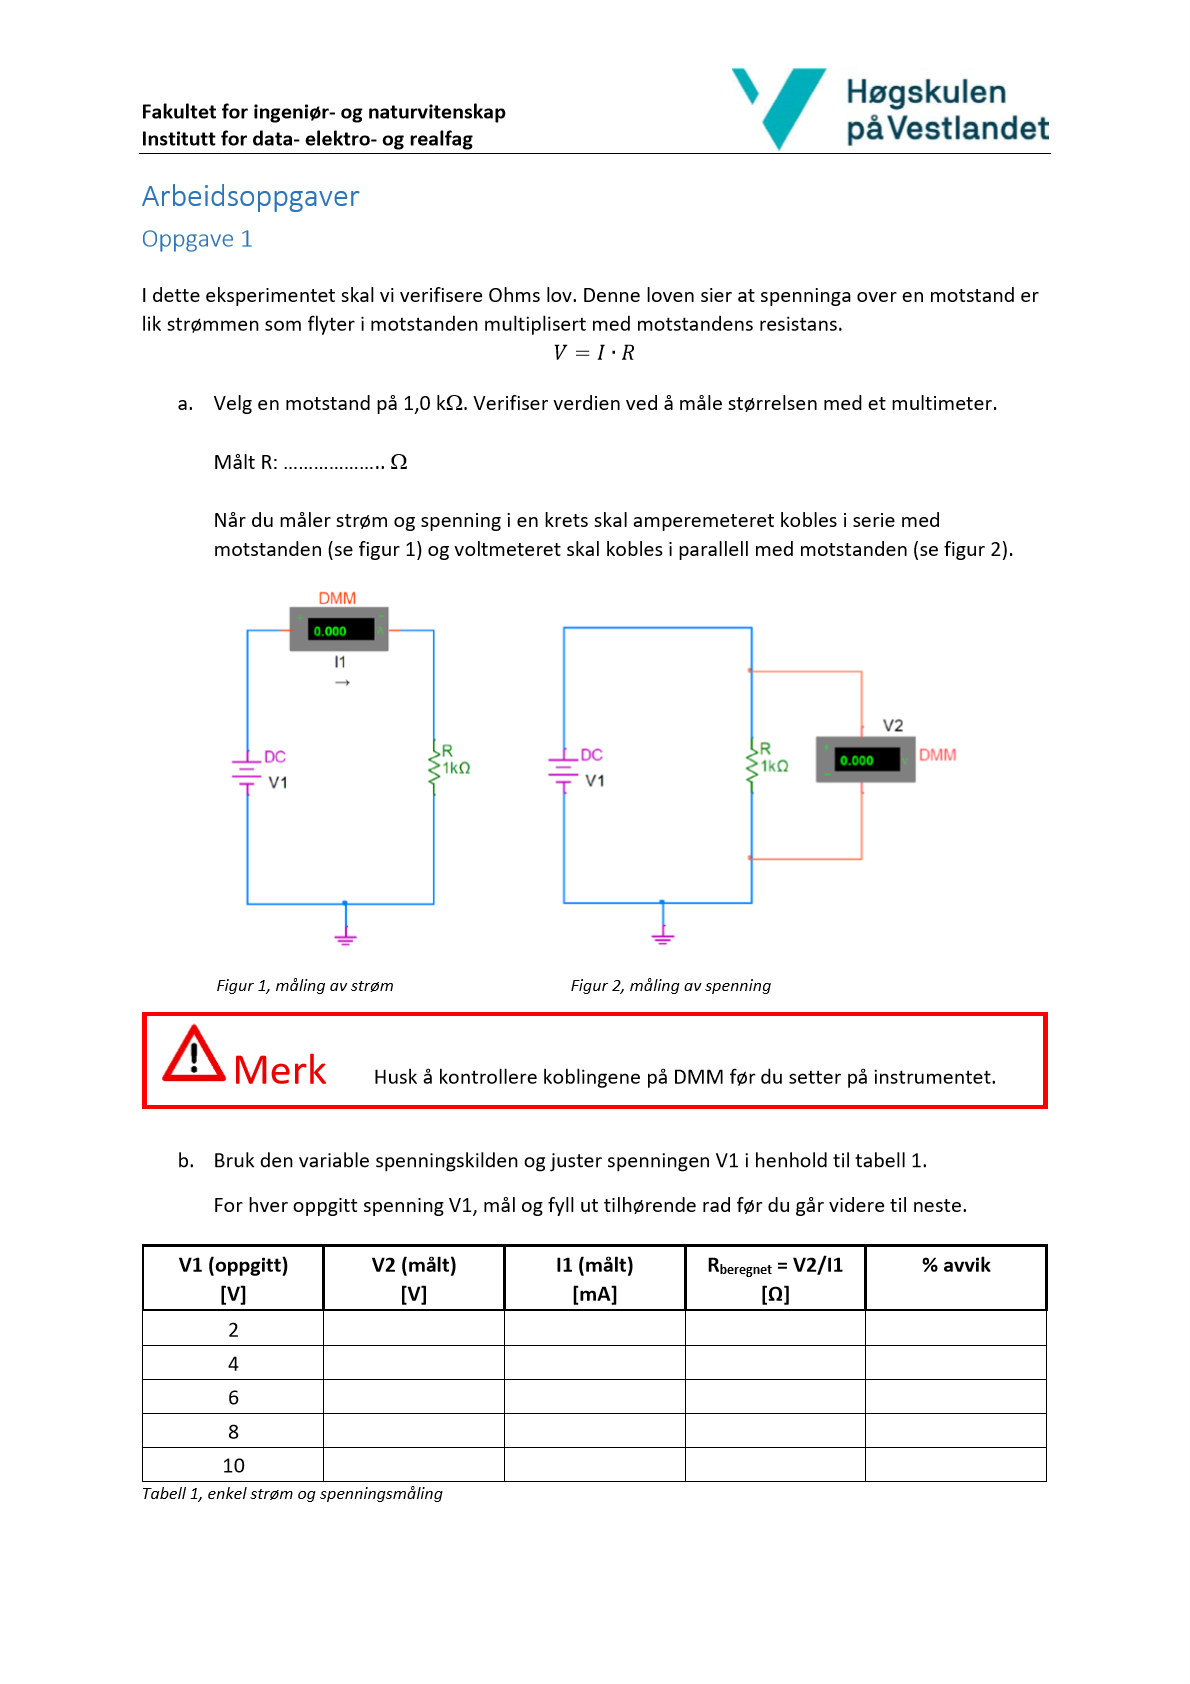 Fakultet for ingeniør- og naturvitenskap
Institutt for data- elektro- og realfag
Høgskulen
på Vestlandet
Arbeidsoppgaver
Oppgave 1
I dette eksperimentet skal vi verifisere Ohms lov. Denne loven sier at spenninga over en motstand er
lik strømmen som flyter i motstanden multiplisert med motstandens resistans.
V = I · R
a. Velg en motstand på 1,0 kΩ. Verifiser verdien ved å måle størrelsen med et multimeter.
Målt R: ……………….. Ω
Når du måler strøm og spenning i en krets skal amperemeteret kobles i serie med
motstanden (se figur 1) og voltmeteret skal kobles i parallell med motstanden (se figur 2).
DMM
0.000
I1
→
DC
V1
R
1kΩ
DC
V1
R
1kΩ
V2
0.000
DMM
Figur 1, måling av strøm
Figur 2, måling av spenning
! Merk Husk å kontrollere koblingene på DMM før du setter på instrumentet.
b. Bruk den variable spenningskilden og juster spenningen V1 i henhold til tabell 1.
For hver oppgitt spenning V1, mål og fyll ut tilhørende rad før du går videre til neste.
V1 (oppgitt) V2 (målt) I1 (målt) Rberegnet = V2/I1 % avvik
[V] [V] [mA] [Ω]
2
4
6
8
10
Tabell 1, enkel strøm og spenningsmåling